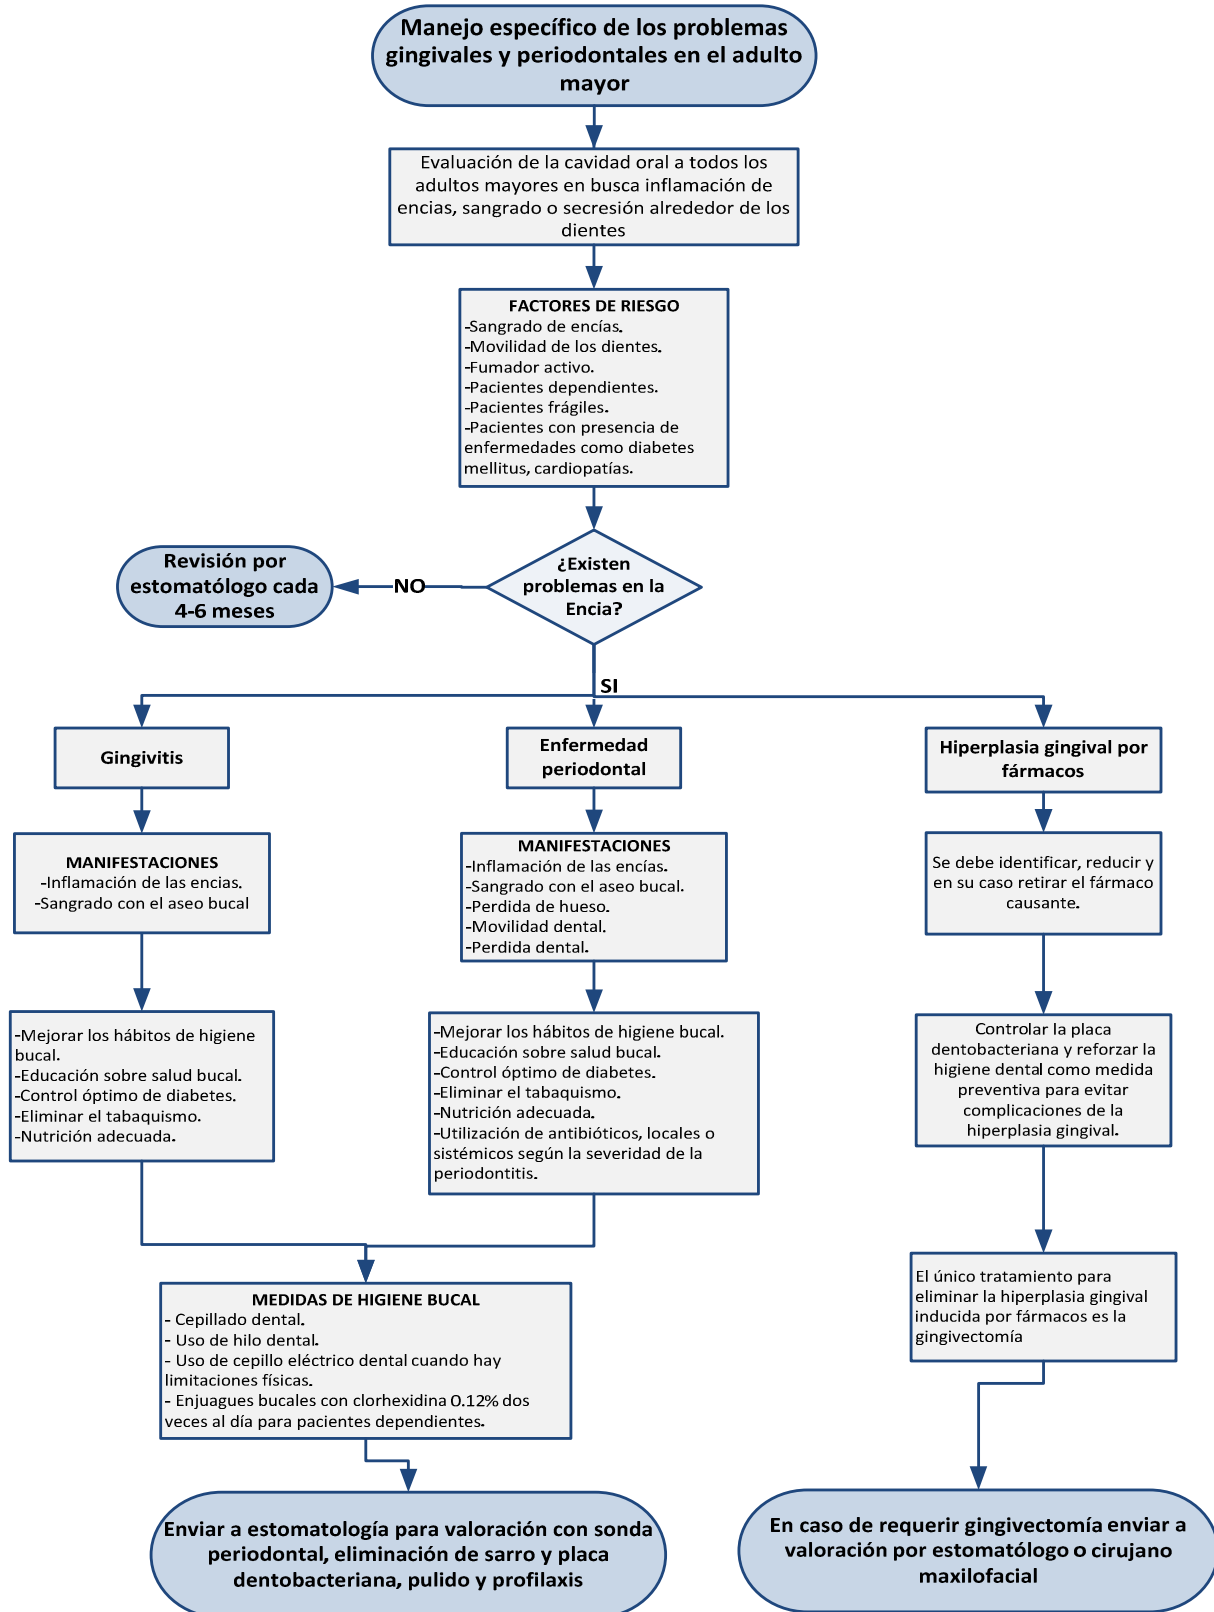 Manejo específico de los problemas
gingivales y periodontales en el adulto
mayor
Evaluación de la cavidad oral a todos los
adultos mayores en busca inflamación de
encias, sangrado o secresión alrededor de los
dientes
FACTORES DE RIESGO
-Sangrado de encías.
-Movilidad de los dientes.
-Fumador activo.
-Pacientes dependientes.
-Pacientes frágiles.
-Pacientes con presencia de
enfermedades como diabetes
mellitus, cardiopatías.
¿Existen
problemas en la
Encia?
NO
Revisión por
estomatólogo cada
4-6 meses
SI
Gingivitis
MANIFESTACIONES
-Inflamación de las encias.
-Sangrado con el aseo bucal
-Mejorar los hábitos de higiene
bucal.
-Educación sobre salud bucal.
-Control óptimo de diabetes.
-Eliminar el tabaquismo.
-Nutrición adecuada.
Enfermedad
periodontal
MANIFESTACIONES
-Inflamación de las encías.
-Sangrado con el aseo bucal.
-Perdida de hueso.
-Movilidad dental.
-Perdida dental.
-Mejorar los hábitos de higiene bucal.
-Educación sobre salud bucal.
-Control óptimo de diabetes.
-Eliminar el tabaquismo.
-Nutrición adecuada.
-Utilización de antibióticos, locales o
sistémicos según la severidad de la
periodontitis.
MEDIDAS DE HIGIENE BUCAL
- Cepillado dental.
- Uso de hilo dental.
- Uso de cepillo eléctrico dental cuando hay
limitaciones físicas.
- Enjuagues bucales con clorhexidina 0.12% dos
veces al día para pacientes dependientes.
Enviar a estomatología para valoración con sonda
periodontal, eliminación de sarro y placa
dentobacteriana, pulido y profilaxis
Hiperplasia gingival por
fármacos
Se debe identificar, reducir y
en su caso retirar el fármaco
causante.
Controlar la placa
dentobacteriana y reforzar la
higiene dental como medida
preventiva para evitar
complicaciones de la
hiperplasia gingival.
El único tratamiento para
eliminar la hiperplasia gingival
inducida por fármacos es la
gingivectomía
En caso de requerir gingivectomía enviar a
valoración por estomatólogo o cirujano
maxilofacial